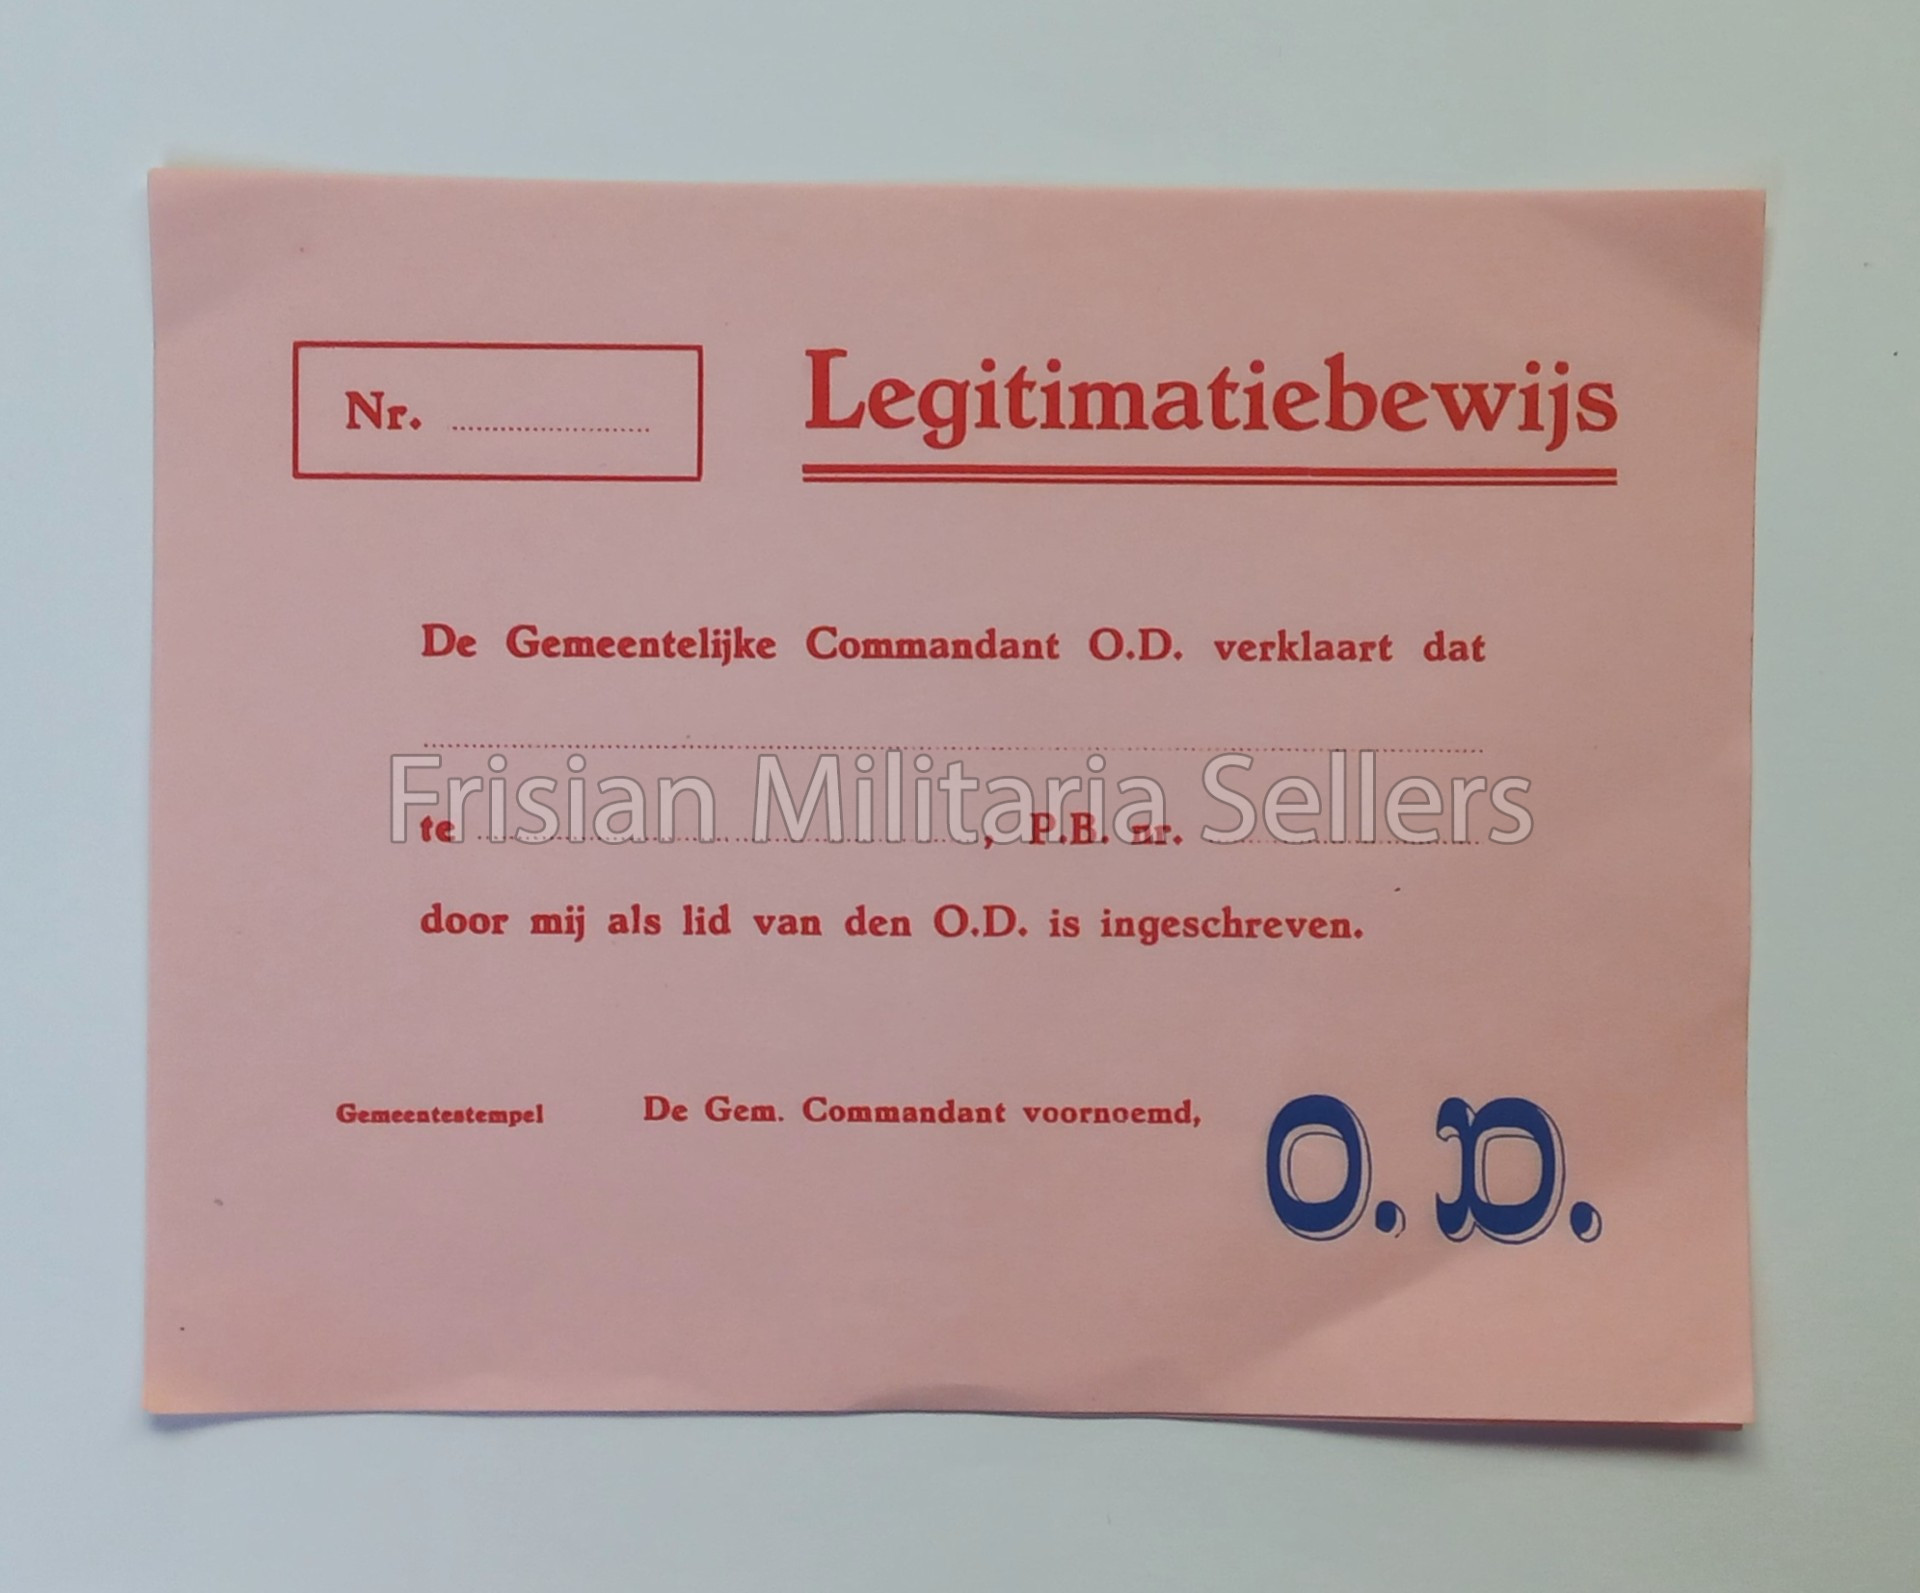 Nr. ....................
Legitimatiebewijs
De Gemeentelijke Commandant O.D. verklaart dat
Frisian Militaria Sellers
te ...................., P.B. nr. ....................
door mij als lid van den O.D. is ingeschreven.
Gemeentestempel
De Gem. Commandant voornoemd,
O.D.